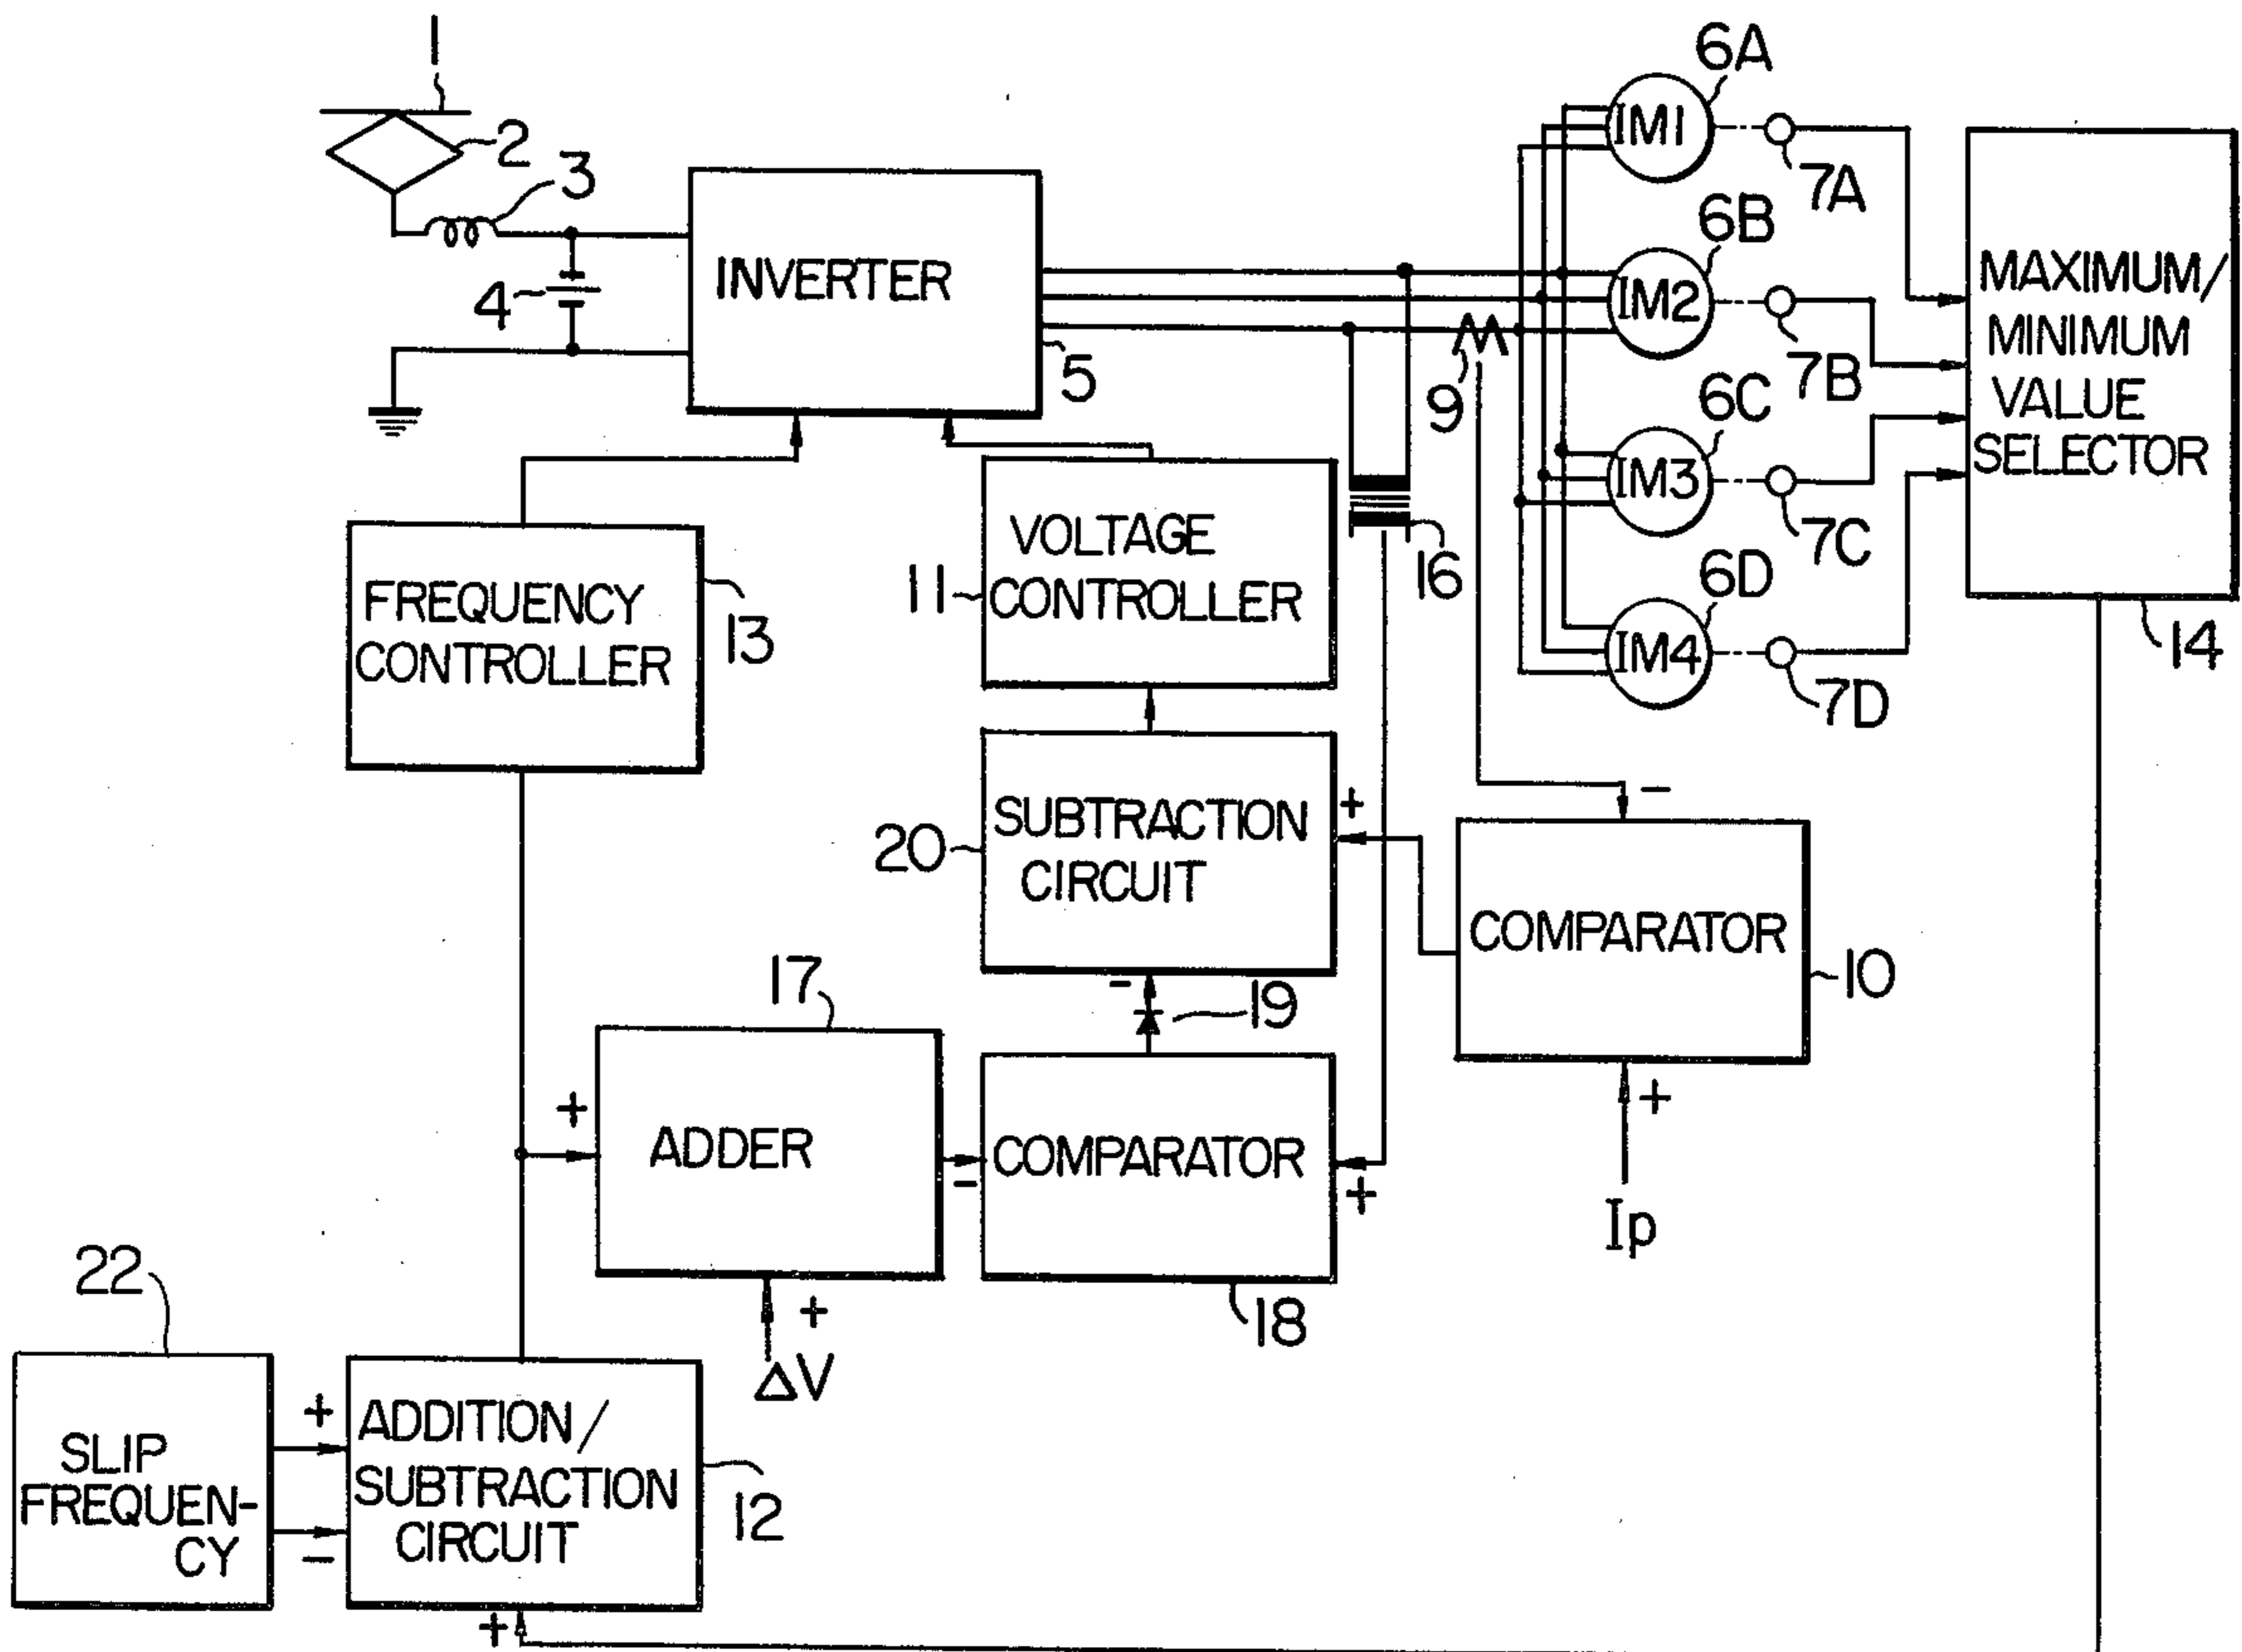 1
2
3
4
INVERTER
5
6A
IM1
7A
6B
IM2
7B
9
6C
IM3
7C
6D
IM4
7D
MAXIMUM/
MINIMUM
VALUE
SELECTOR
14
16
FREQUENCY
CONTROLLER
13
VOLTAGE
CONTROLLER
11
SUBTRACTION
CIRCUIT
20
+
-
-
19
COMPARATOR
10
+
Ip
17
ADDER
+
+
ΔV
COMPARATOR
-
+
18
22
SLIP
FREQUEN-
CY
+
-
ADDITION/
SUBTRACTION
CIRCUIT
12
+